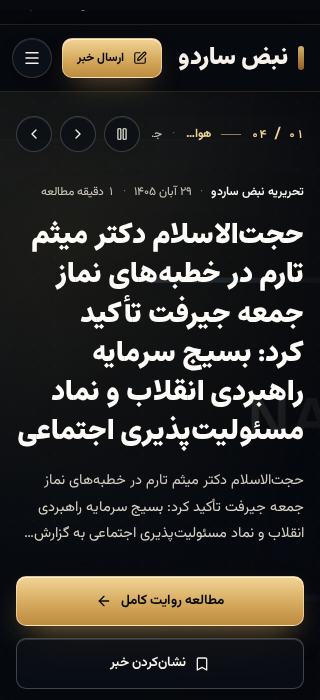 نبض ساردو
ارسال خبر
۰۱ / ۰۴ هوا... · جـ
تحریریه نبض ساردو · ۲۹ آبان ۱۴۰۵ · ۱ دقیقه مطالعه
حجت‌الاسلام دکتر میثم
تارم در خطبه‌های نماز
جمعه جیرفت تأکید
کرد: بسیج سرمایه
راهبردی انقلاب و نماد
مسئولیت‌پذیری اجتماعی
حجت‌الاسلام دکتر میثم تارم در خطبه‌های نماز
جمعه جیرفت تأکید کرد: بسیج سرمایه راهبردی
انقلاب و نماد مسئولیت‌پذیری اجتماعی به گزارش...
مطالعه روایت کامل
نشان‌کردن خبر